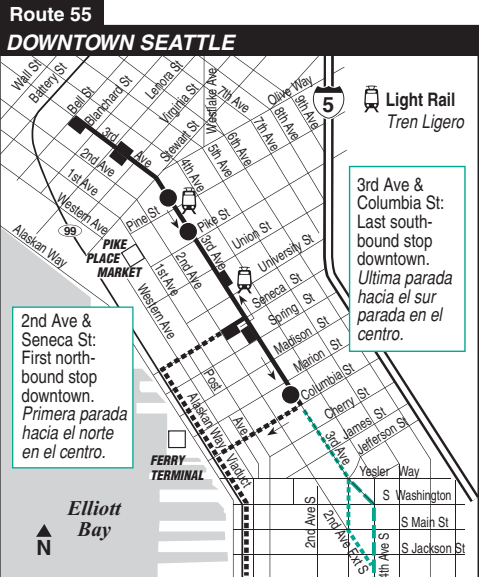 Route 55
DOWNTOWN SEATTLE
Wall St
Battery St
Bell St
Blanchard St
Lenora St
Virginia St
Stewart St
Westlake Ave
7th Ave
Olive Way
9th Ave
8th Ave
7th Ave
6th Ave
5th Ave
4th Ave
3rd Ave
2nd Ave
1st Ave
Western Ave
99
Alaskan Way
5
Light Rail
Tren Ligero
Pine St
Pike St
PIKE
PLACE
MARKET
3rd Ave
2nd Ave
1st Ave
Western Ave
Union St
University St
Seneca St
Spring St
Madison St
Marion St
Columbia St
Cherry St
James St
Jefferson St
Yesler Way
3rd Ave &
Columbia St:
Last south-
bound stop
downtown.
Ultima parada
hacia el sur
parada en el
centro.
2nd Ave &
Seneca St:
First north-
bound stop
downtown.
Primera parada
hacia el norte
en el centro.
Post Ave
Alaskan Way Viaduct
3rd Ave
FERRY
TERMINAL
Elliott
Bay
N
2nd Ave S
2nd Ave Ext S
4th Ave S
S Washington
S Main St
S Jackson St